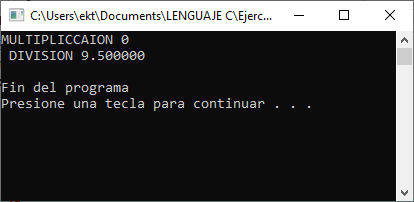 C:\Users\ekt\Documents\LENGUAJE C\Ejerc...
MULTIPLICCAION 0
DIVISION 9.500000
Fin del programa
Presione una tecla para continuar . . .